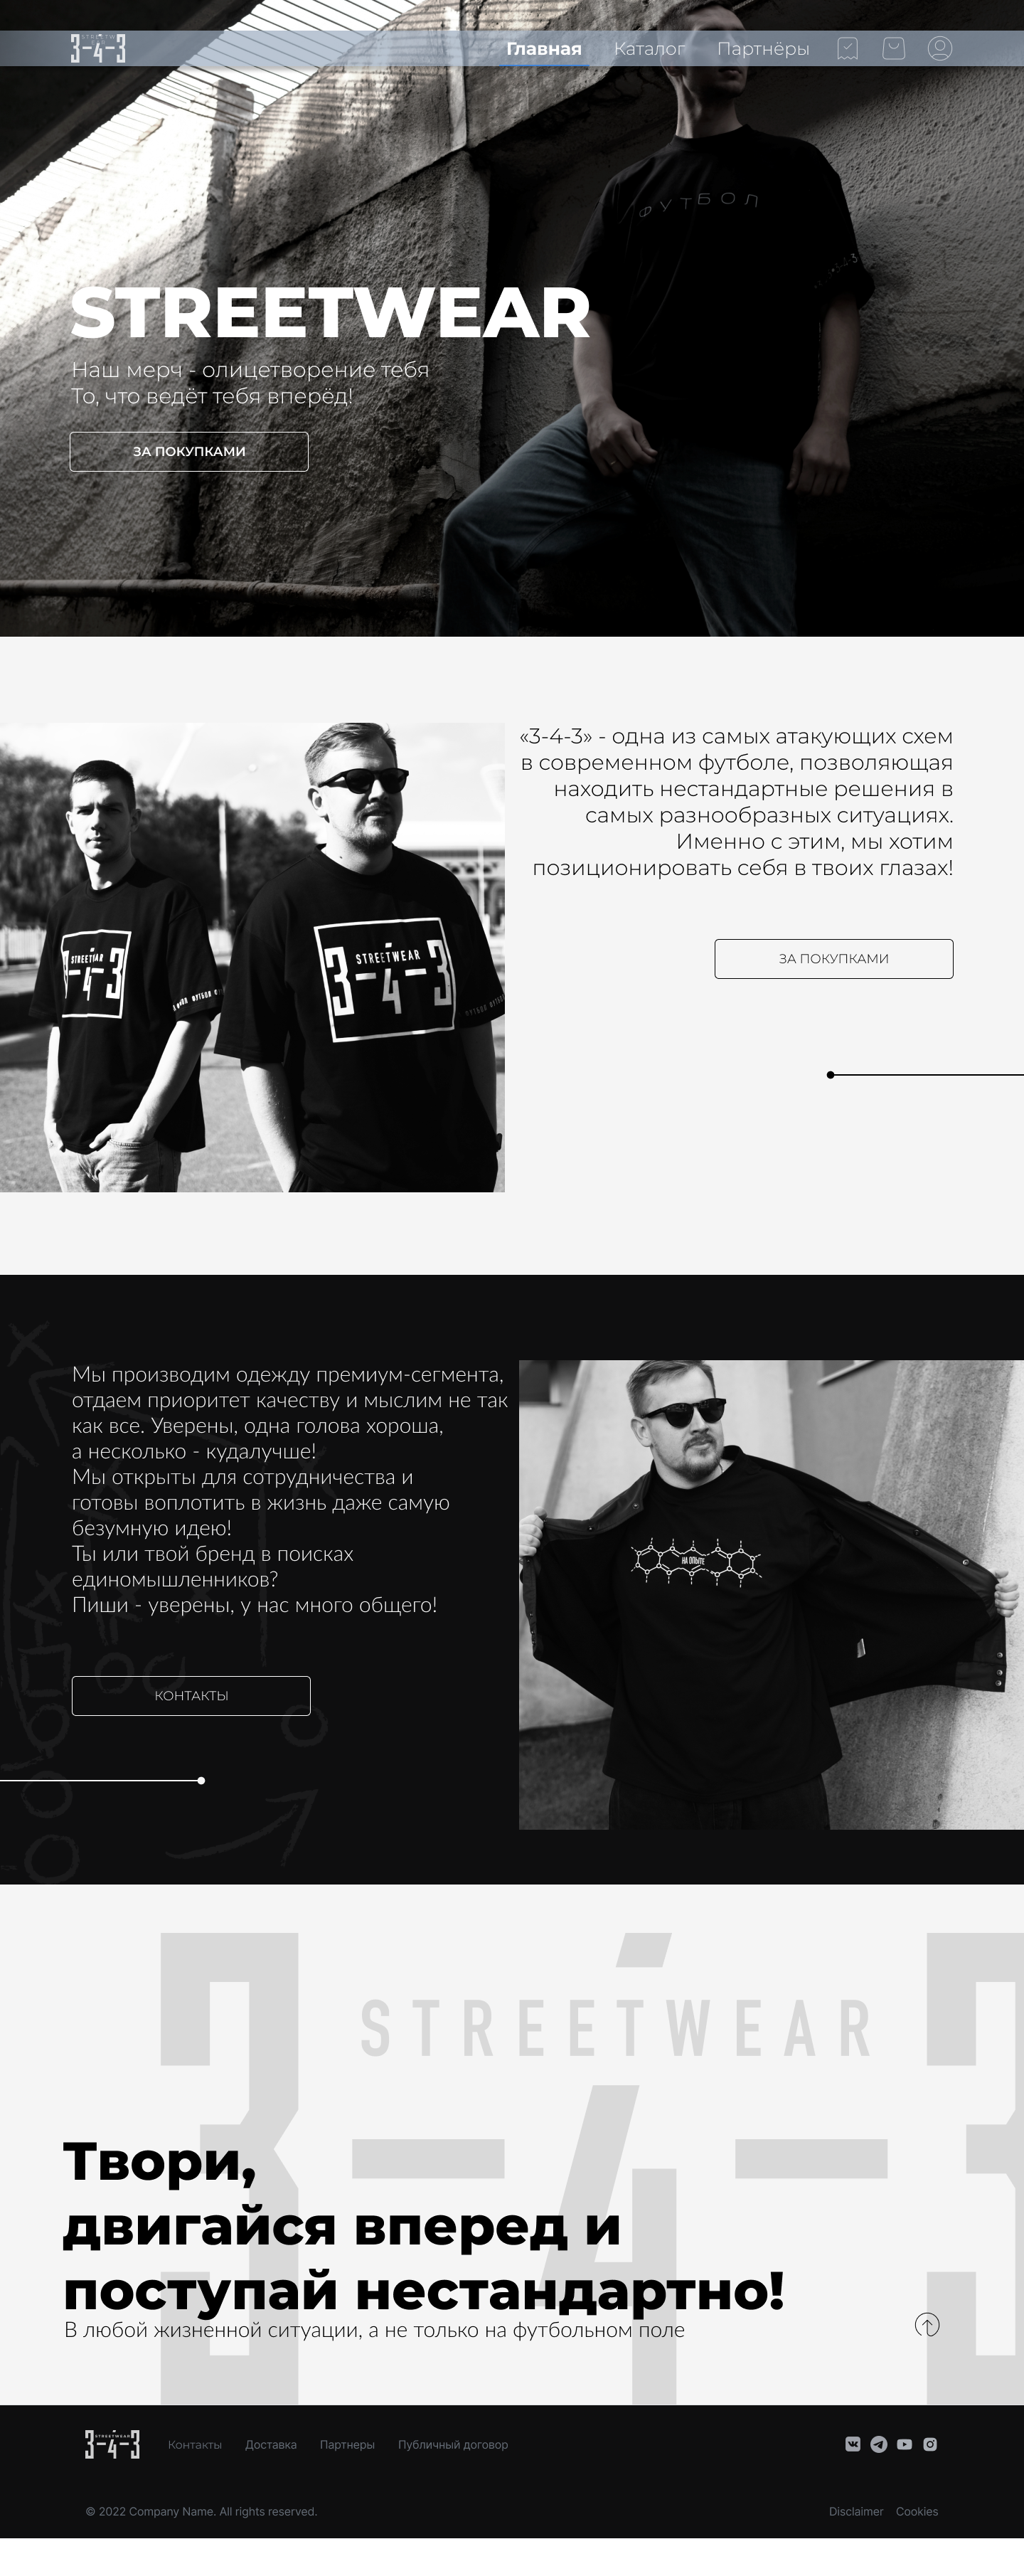 STREETWEAR
3-4-3
Главная
Каталог
Партнёры
ФУТБОЛ
3-4-3
STREETWEAR
Наш мерч - олицетворение тебя
То, что ведёт тебя вперёд!
ЗА ПОКУПКАМИ
«3-4-3» - одна из самых атакующих схем
в современном футболе, позволяющая
находить нестандартные решения в
самых разнообразных ситуациях.
Именно с этим, мы хотим
позиционировать себя в твоих глазах!
STREETWEAR
3-4-3
ФУТБОЛ
STREETWEAR
3-4-3
ФУТБОЛ
ЗА ПОКУПКАМИ
Мы производим одежду премиум-сегмента,
отдаем приоритет качеству и мыслим не так
как все. Уверены, одна голова хороша,
а несколько - кудалучше!
Мы открыты для сотрудничества и
готовы воплотить в жизнь даже самую
безумную идею!
Ты или твой бренд в поисках
единомышленников?
Пиши - уверены, у нас много общего!
НА ОПЫТЕ
КОНТАКТЫ
STREETWEAR
3-4-3
Твори,
двигайся вперед и
поступай нестандартно!
В любой жизненной ситуации, а не только на футбольном поле
STREETWEAR
3-4-3
Контакты
Доставка
Партнеры
Публичный договор
© 2022 Company Name. All rights reserved.
Disclaimer
Cookies